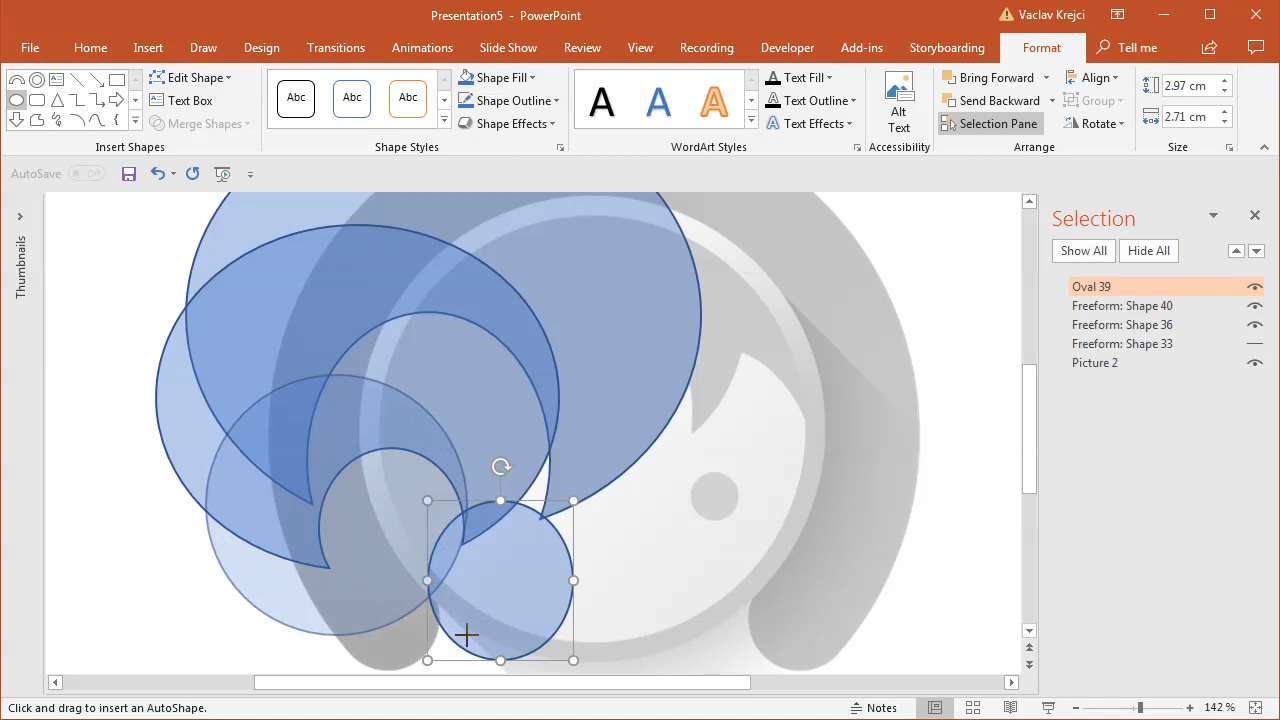 Presentation5 - PowerPoint
Vaclav Krejci
File Home Insert Draw Design Transitions Animations Slide Show Review View Recording Developer Add-ins Storyboarding Format Tell me
Edit Shape
Text Box
Merge Shapes
Insert Shapes
Abc Abc Abc
Shape Fill
Shape Outline
Shape Effects
Shape Styles
A A A
Text Fill
Text Outline
Text Effects
WordArt Styles
Alt
Text
Accessibility
Bring Forward
Send Backward
Selection Pane
Align
Group
Rotate
Arrange
2.97 cm
2.71 cm
Size
AutoSave Off
Thumbnails
Selection
Show All Hide All
Oval 39
Freeform: Shape 40
Freeform: Shape 36
Freeform: Shape 33
Picture 2
Click and drag to insert an AutoShape.
Notes
142 %